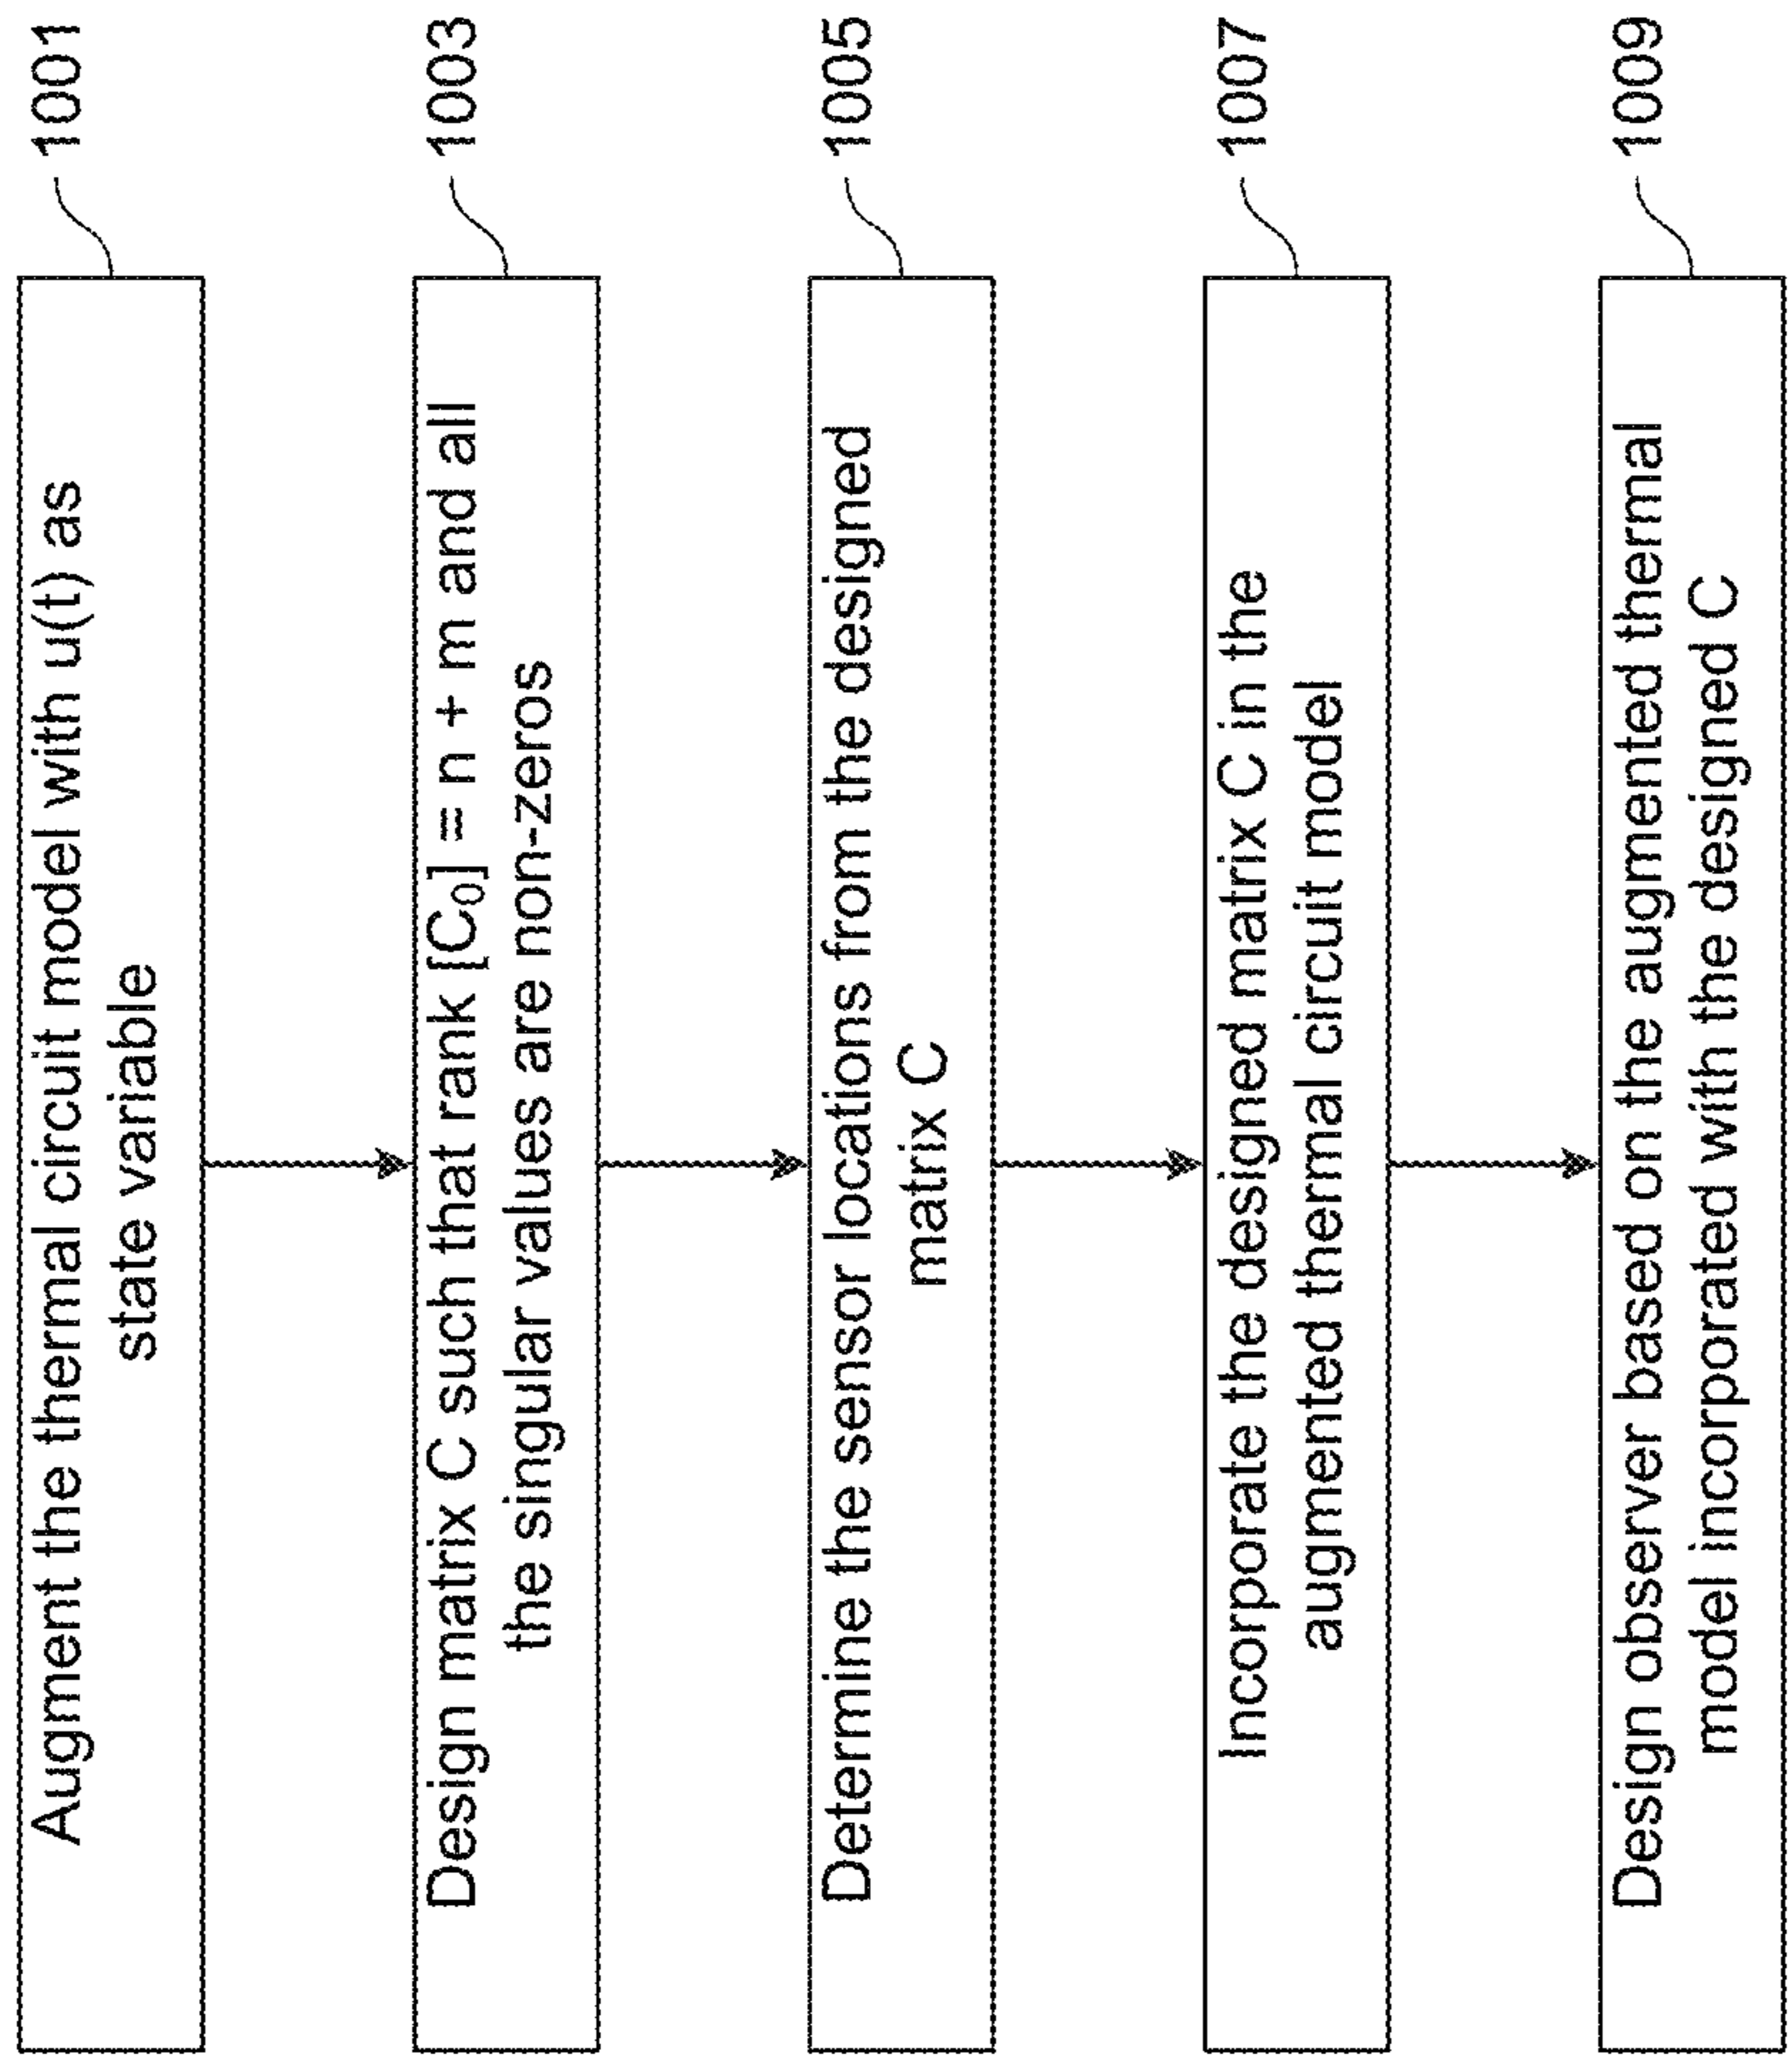 Augment the thermal circuit model with u(t) as
state variable
1001
Design matrix C such that rank [C₀] = n + m and all
the singular values are non-zeros
1003
Determine the sensor locations from the designed
matrix C
1005
Incorporate the designed matrix C in the
augmented thermal circuit model
1007
Design observer based on the augmented thermal
model incorporated with the designed C
1009